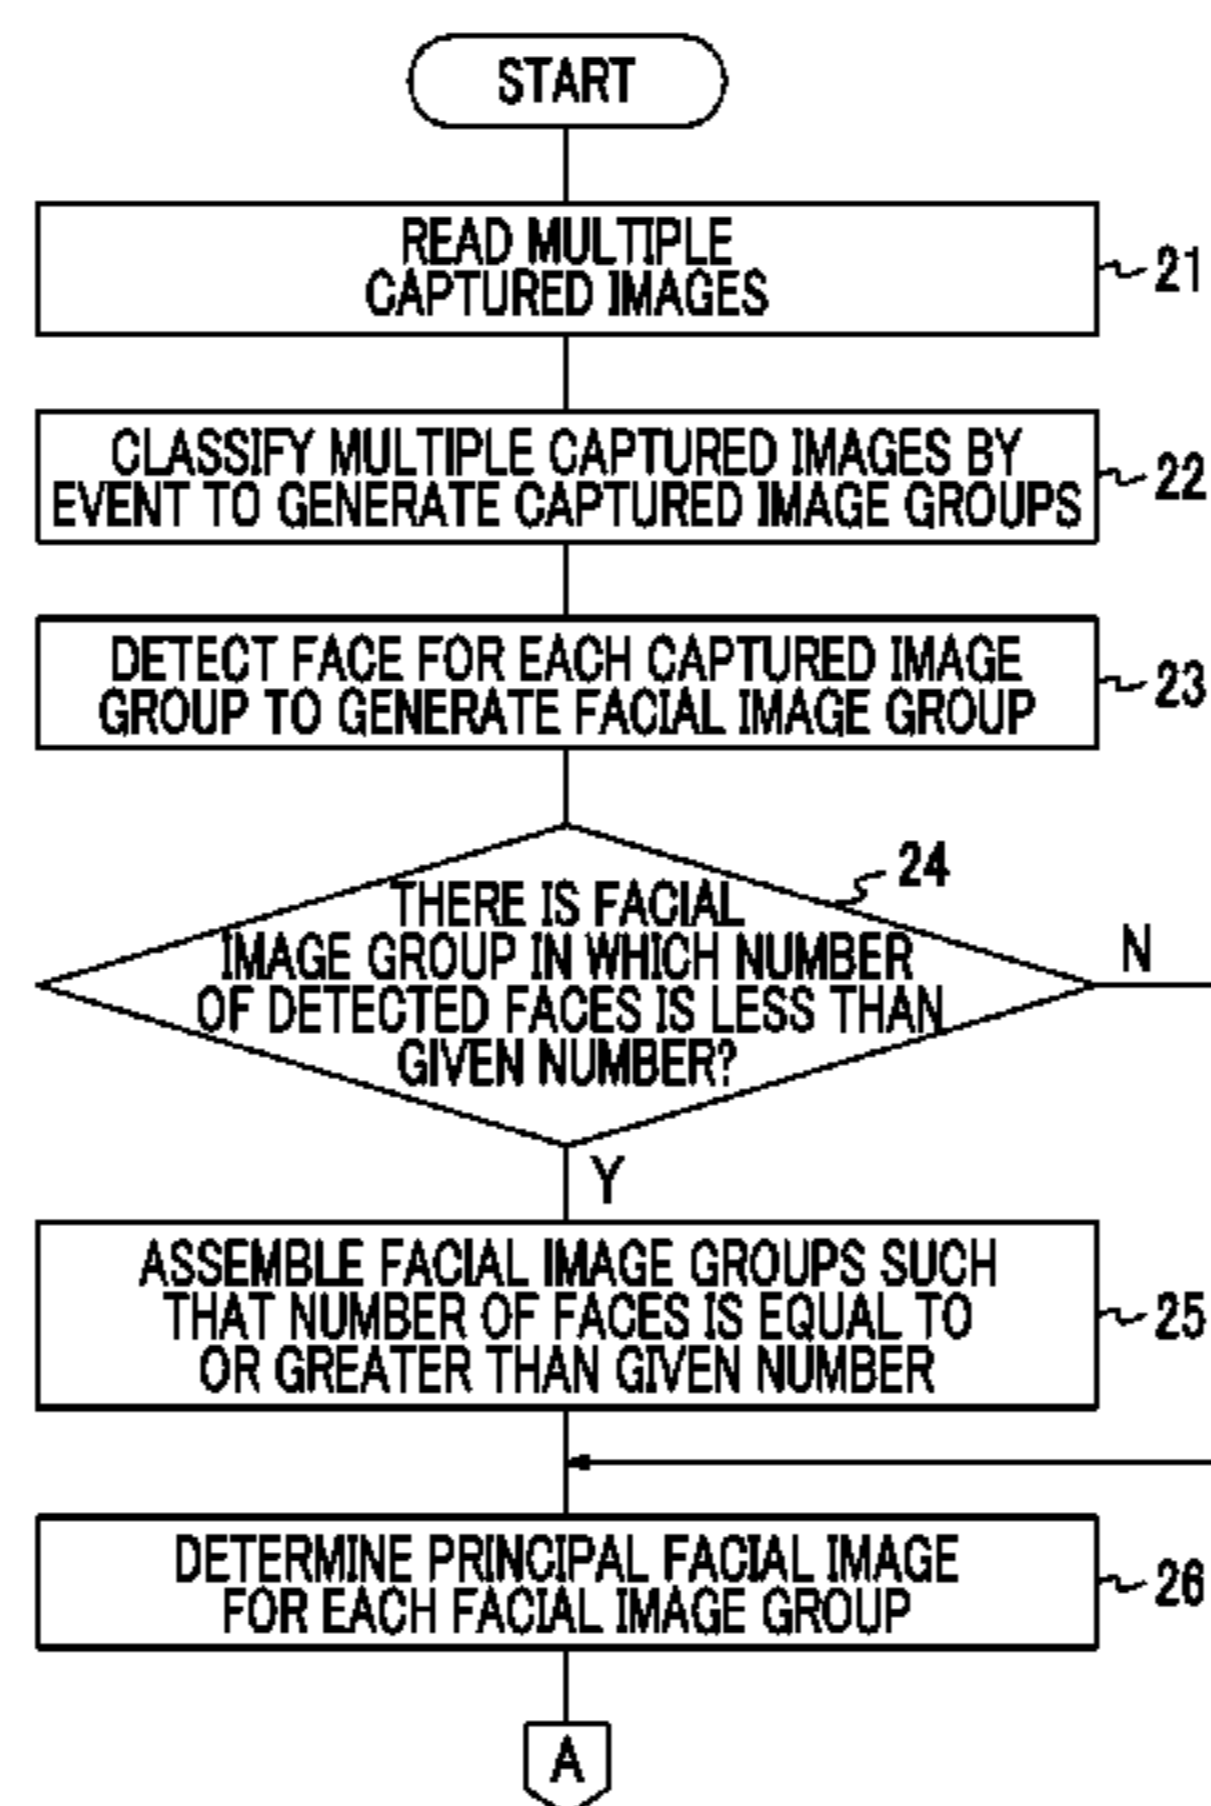 START
READ MULTIPLE
CAPTURED IMAGES
21
CLASSIFY MULTIPLE CAPTURED IMAGES BY
EVENT TO GENERATE CAPTURED IMAGE GROUPS
22
DETECT FACE FOR EACH CAPTURED IMAGE
GROUP TO GENERATE FACIAL IMAGE GROUP
23
24
THERE IS FACIAL
IMAGE GROUP IN WHICH NUMBER
OF DETECTED FACES IS LESS THAN
GIVEN NUMBER?
N
Y
ASSEMBLE FACIAL IMAGE GROUPS SUCH
THAT NUMBER OF FACES IS EQUAL TO
OR GREATER THAN GIVEN NUMBER
25
DETERMINE PRINCIPAL FACIAL IMAGE
FOR EACH FACIAL IMAGE GROUP
26
A